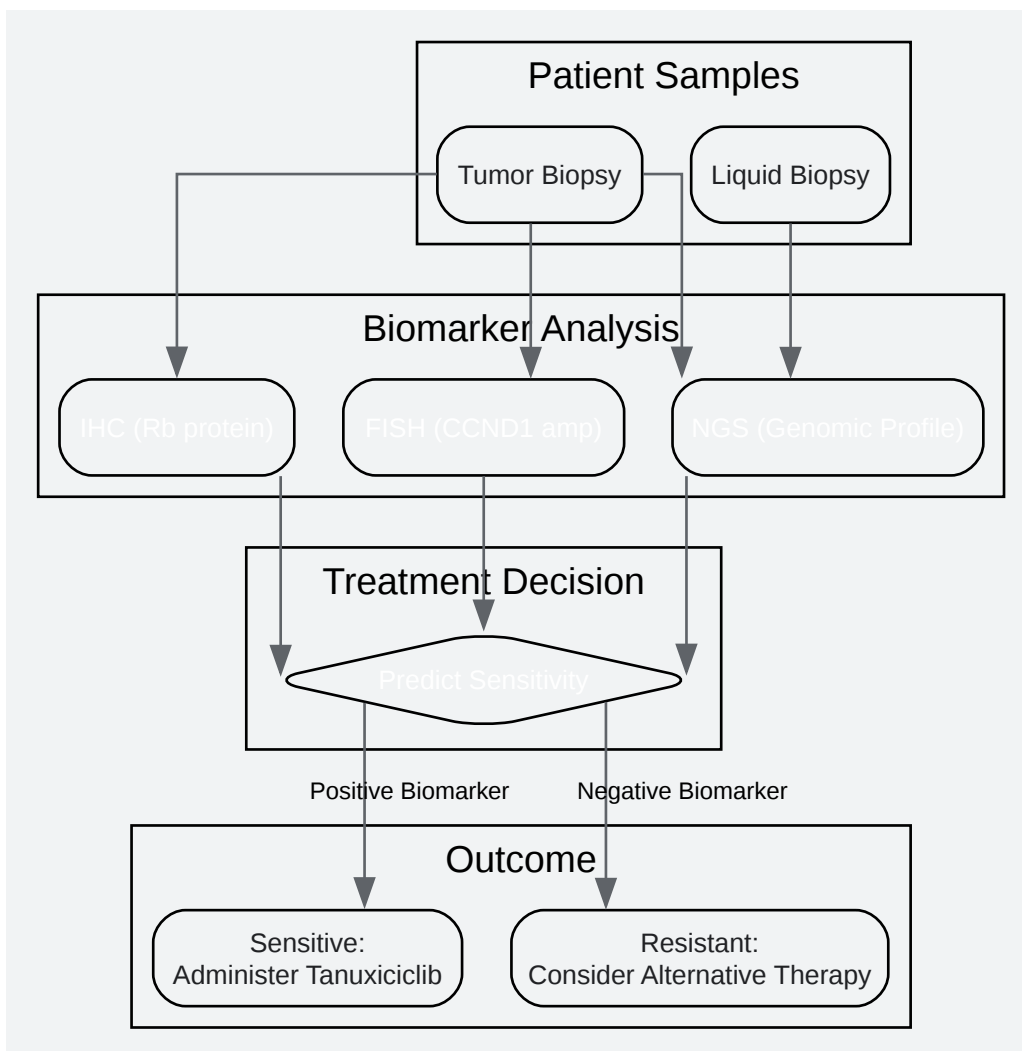 Patient Samples
Tumor Biopsy
Liquid Biopsy
Biomarker Analysis
IHC (Rb protein)
FISH (CCND1 amp)
NGS (Genomic Profile)
Treatment Decision
Predict Sensitivity
Positive Biomarker
Negative Biomarker
Outcome
Sensitive:
Administer Tanuxiciclib
Resistant:
Consider Alternative Therapy